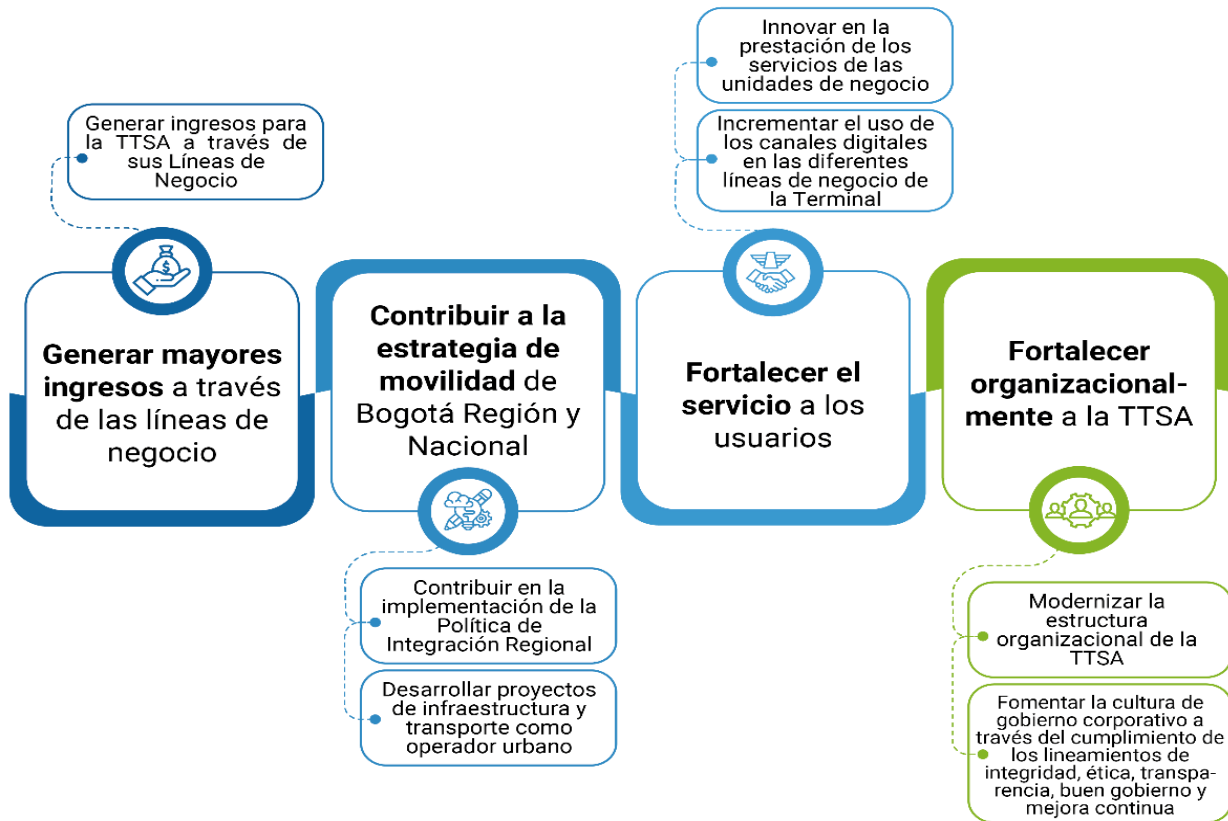 Generar ingresos para
la TTSA a través de
sus Líneas de
Negocio
Generar mayores
ingresos a través
de las líneas de
negocio
Contribuir a la
estrategia de
movilidad de
Bogotá Región y
Nacional
Contribuir en la
implementación de la
Política de
Integración Regional
Desarrollar proyectos
de infraestructura y
transporte como
operador urbano
Innovar en la
prestación de los
servicios de las
unidades de negocio
Incrementar el uso de
los canales digitales
en las diferentes
líneas de negocio de
la Terminal
Fortalecer el
servicio a los
usuarios
Fortalecer
organizacional-
mente a la TTSA
Modernizar la
estructura
organizacional de la
TTSA
Fomentar la cultura de
gobierno corporativo a
través del cumplimiento de
los lineamientos de
integridad, ética, transpa-
rencia, buen gobierno y
mejora continua